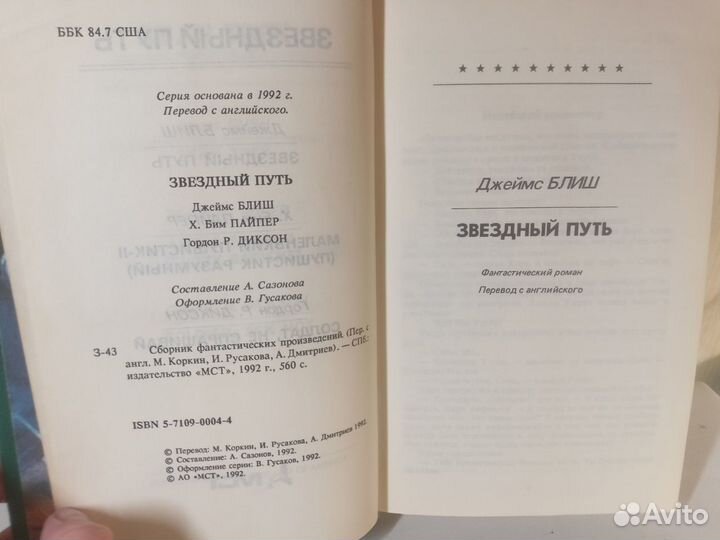 ББК 84.7 США
Серия основана в 1992 г.
Перевод с английского.
ЗВЕЗДНЫЙ ПУТЬ
Джеймс БЛИШ
Х. Бим ПАЙПЕР
Гордон Р. ДИКСОН
Составление А. Сазонова
Оформление В. Гусакова
З-43 Сборник фантастических произведений. (Пер. с
англ. М. Коркин, И. Русакова, А. Дмитриев). — СПб.:
издательство «МСТ», 1992 г., 560 с.
ISBN 5-7109-0004-4
© Перевод: М. Коркин, И. Русакова, А. Дмитриев 1992.
© Составление: А. Сазонов, 1992.
© Оформление серии: В. Гусаков, 1992.
© АО «МСТ», 1992.
Джеймс БЛИШ
ЗВЕЗДНЫЙ ПУТЬ
Фантастический роман
Перевод с английского
Avito